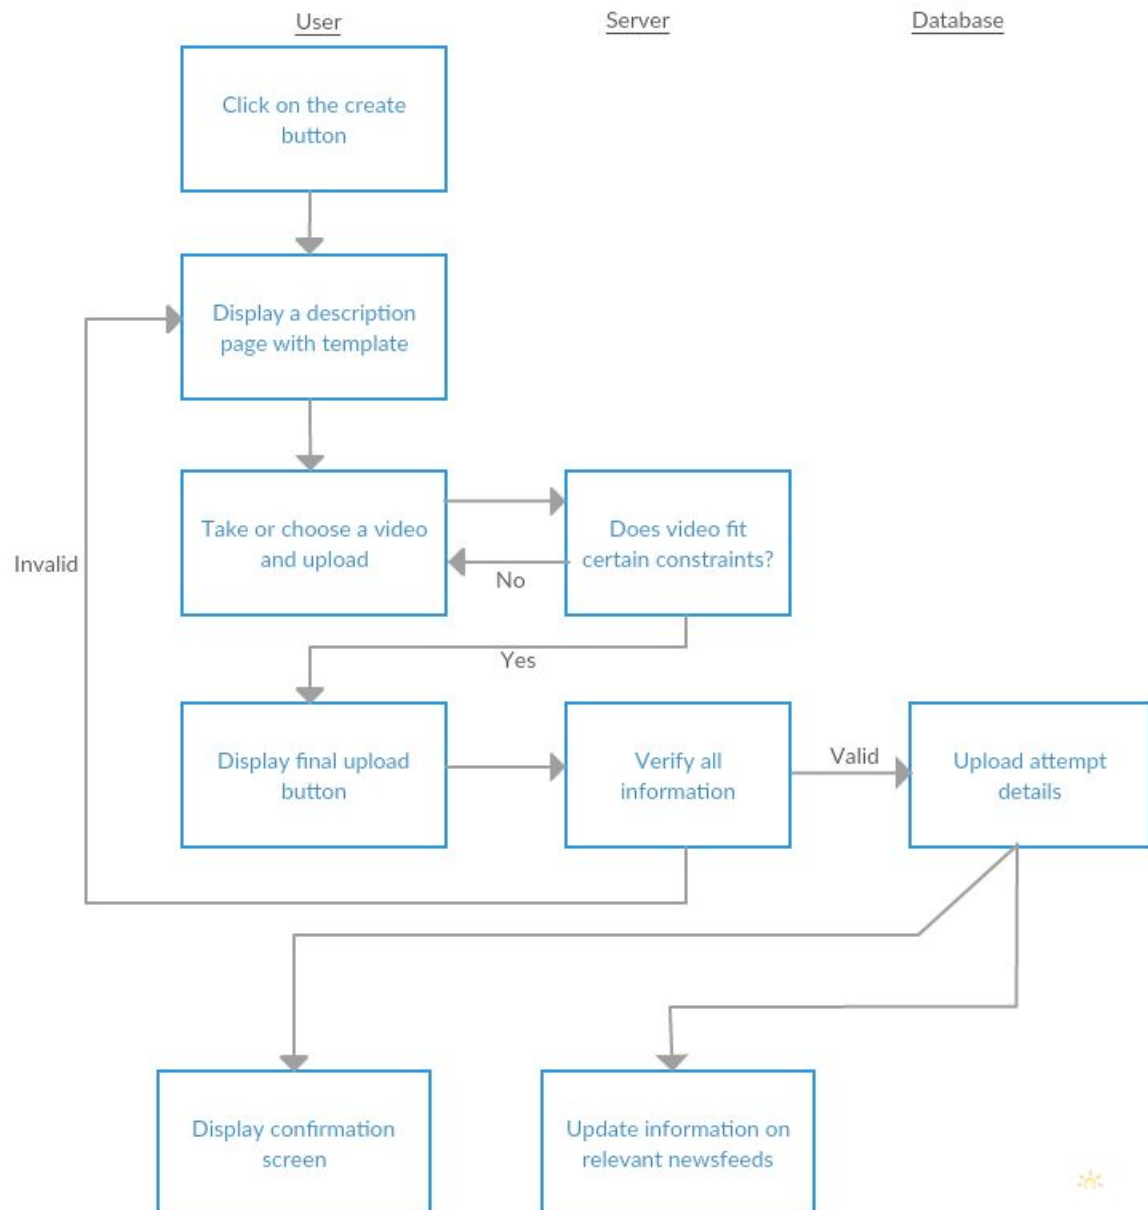 User
Server
Database
Click on the create
button
Display a description
page with template
Take or choose a video
and upload
Does video fit
certain constraints?
Invalid
No
Yes
Display final upload
button
Verify all
information
Valid
Upload attempt
details
Display confirmation
screen
Update information on
relevant newsfeeds